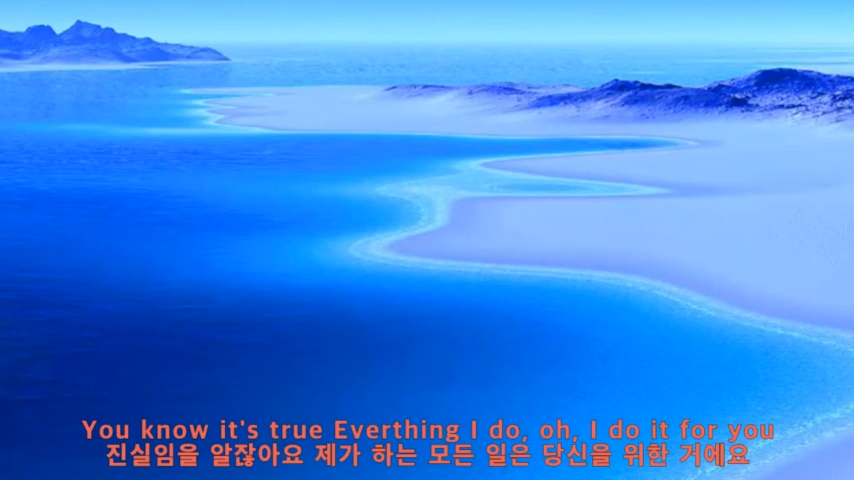 You know it's true Everthing I do, oh, I do it for you
진실임을 알잖아요 제가 하는 모든 일은 당신을 위한 거예요